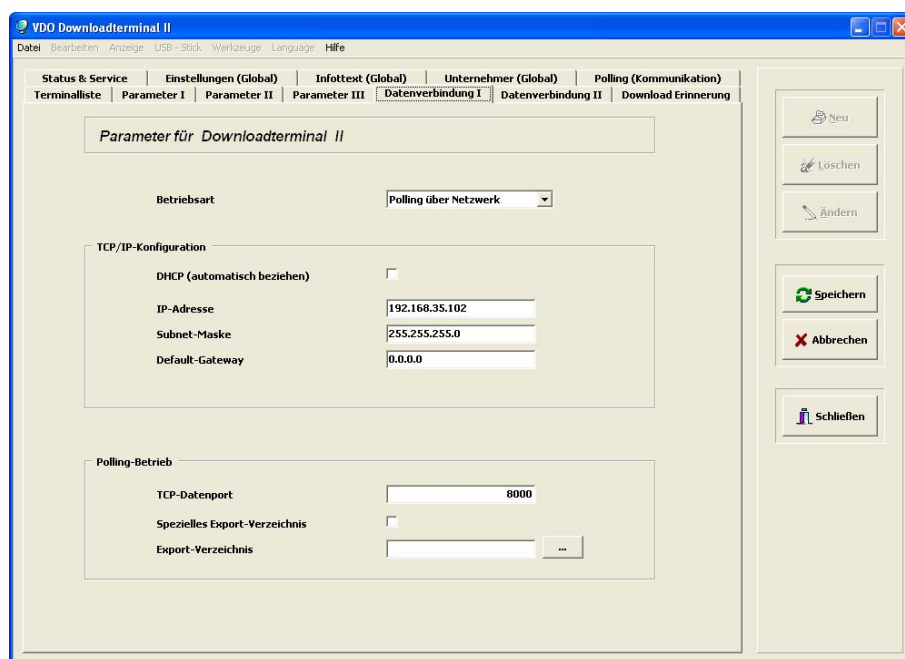 VDO Downloadterminal II
Datei Bearbeiten Anzeige USB - Stick Werkzeuge Language Hilfe
Status & Service Einstellungen (Global) Infotext (Global) Unternehmer (Global) Polling (Kommunikation)
Terminalliste Parameter I Parameter II Parameter III Datenverbindung I Datenverbindung II Download Erinnerung
Parameter für Downloadterminal II
Neu
Löschen
Ändern
Betriebsart Polling über Netzwerk
TCP/IP-Konfiguration
DHCP (automatisch beziehen)
IP-Adresse 192.168.35.102
Subnet-Maske 255.255.255.0
Default-Gateway 0.0.0.0
Speichern
Abbrechen
Schließen
Polling-Betrieb
TCP-Datenport 8000
Spezielles Export-Verzeichnis
Export-Verzeichnis ...